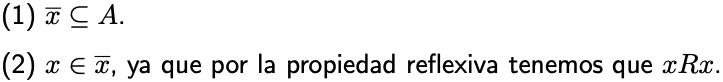 (1) x̅ ⊆ A.
(2) x ∈ x̅, ya que por la propiedad reflexiva tenemos que xRx.